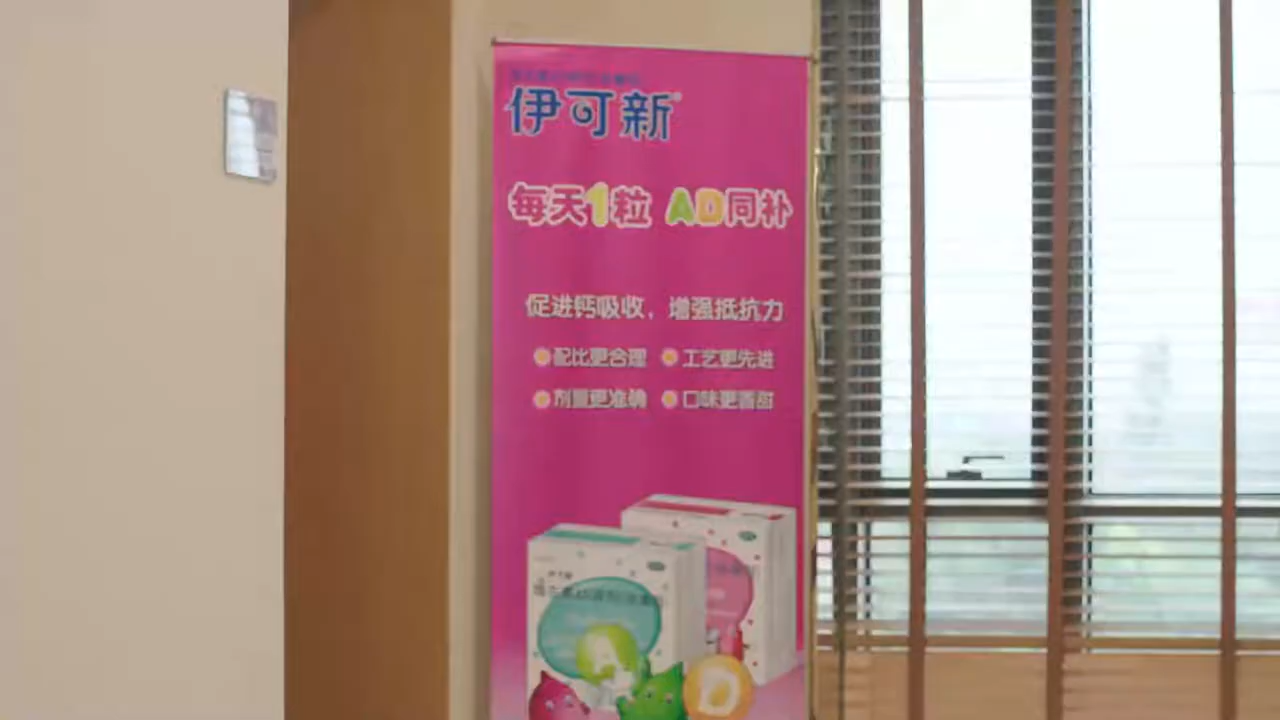 伊可新
每天1粒 AD同补
促进钙吸收，增强抵抗力
配比更合理 工艺更先进
剂量更准确 口味更香甜